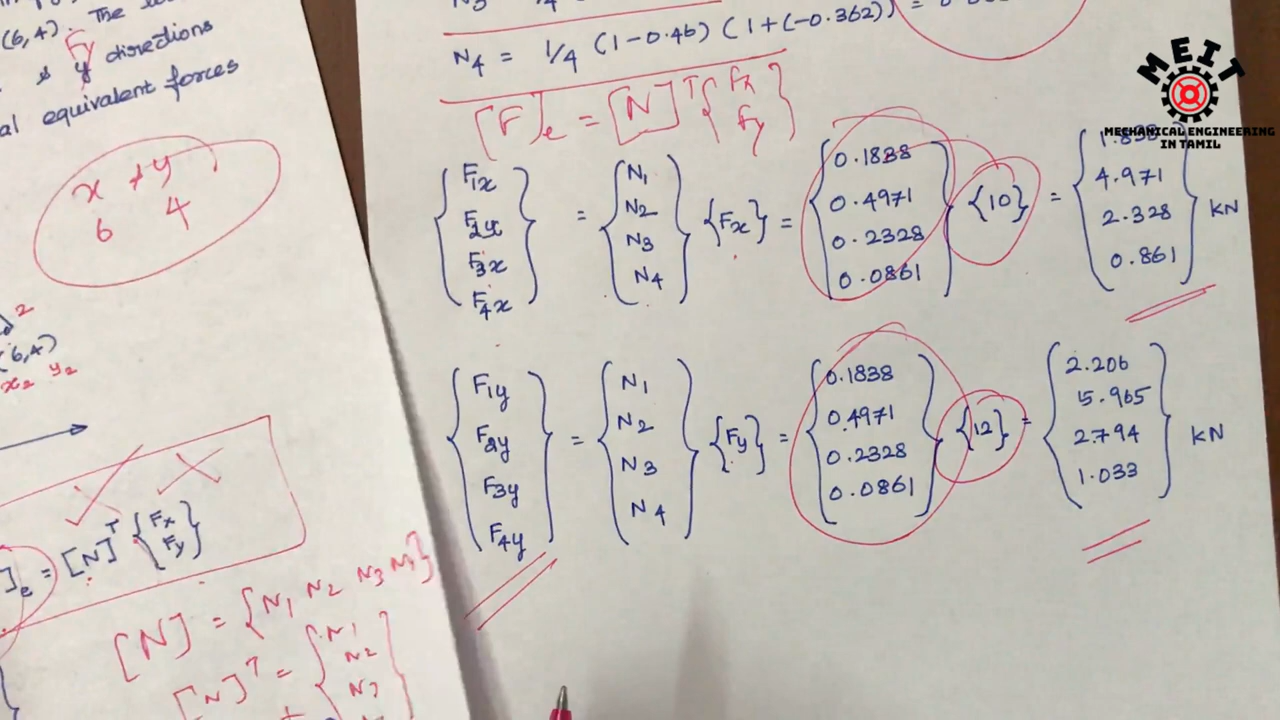 (6,4). The
Fy
& y directions
al equivalent forces
x → y
6 4
2
(6,4)
x2 y2
]e = [N]^T {Fx
Fy}
[N] = {N1 N2 N3 N4}
[N]^T = {N1
N2
N3
N4 = 1/4 (1-0.46) (1+(-0.362))
[F]e = [N]^T {Fx
Fy}
{F1x F2x F3x F4x} = {N1 N2 N3 N4} {Fx} = {0.1838 0.4971 0.2328 0.0861} {10} = {1.838 4.971 2.328 0.861} KN
{F1y F2y F3y F4y} = {N1 N2 N3 N4} {Fy} = {0.1838 0.4971 0.2328 0.0861} {12} = {2.206 5.965 2.794 1.033} KN
MEIT
MECHANICAL ENGINEERING
IN TAMIL